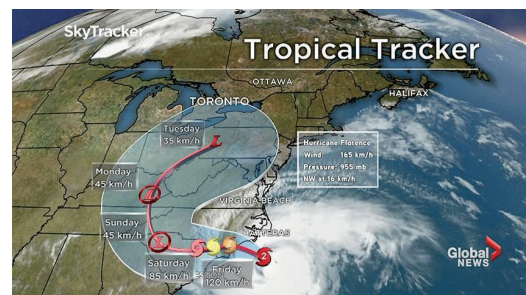 SkyTracker
Tropical Tracker
OTTAWA
HALIFAX
TORONTO
Tuesday
35 km/h
Hurricane Florence
Wind: 165 km/h
Pressure: 955 mb
NW at 16 km/h
Monday
45 km/h
VIRGINIA BEACH
Sunday
45 km/h
HATTERAS
2
Saturday
85 km/h
Friday
120 km/h
Global
NEWS